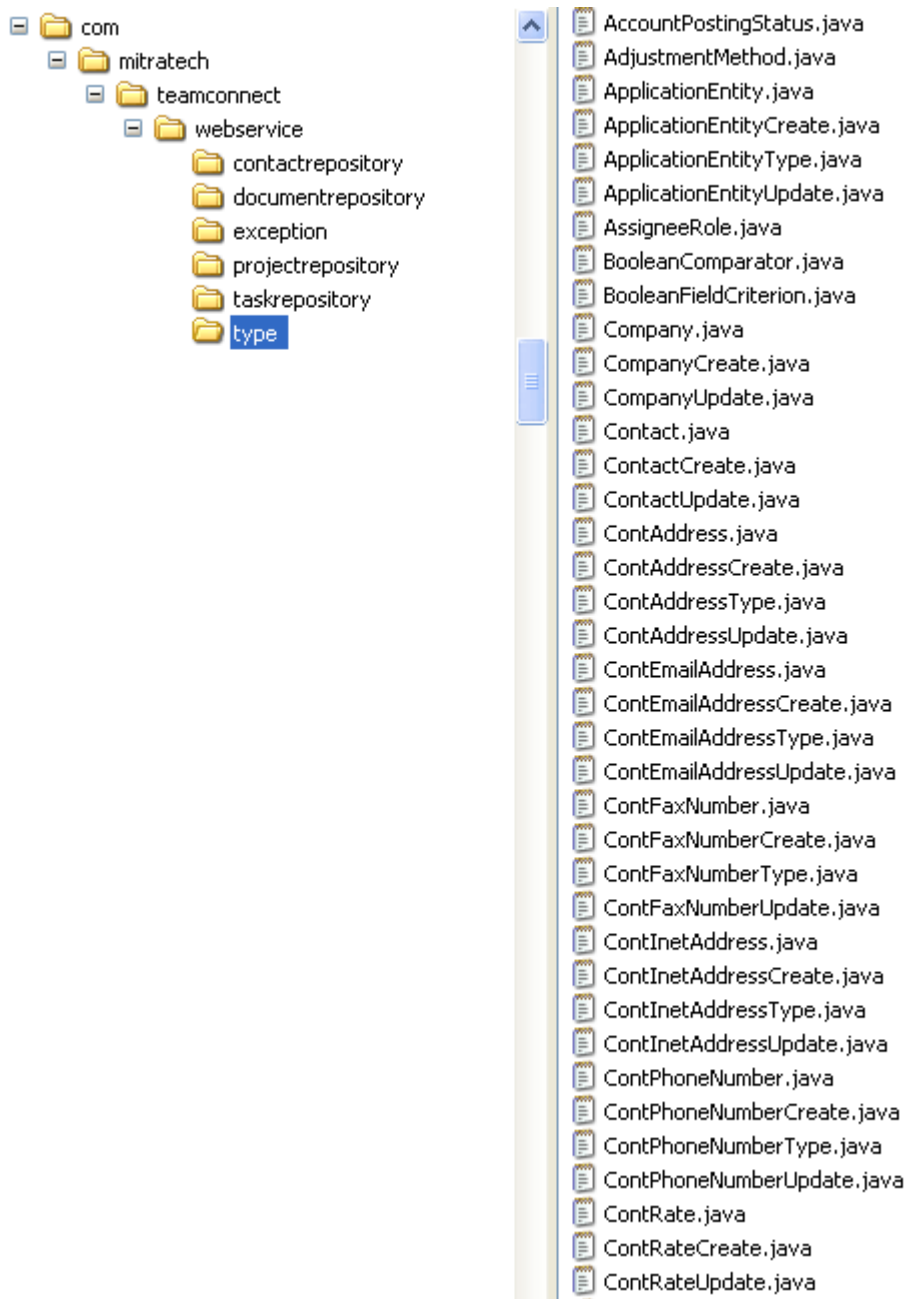 com
mitratech
teamconnect
webservice
contactrepository
documentrepository
exception
projectrepository
taskrepository
type
AccountPostingStatus.java
AdjustmentMethod.java
ApplicationEntity.java
ApplicationEntityCreate.java
ApplicationEntityType.java
ApplicationEntityUpdate.java
AssigneeRole.java
BooleanComparator.java
BooleanFieldCriterion.java
Company.java
CompanyCreate.java
CompanyUpdate.java
Contact.java
ContactCreate.java
ContactUpdate.java
ContAddress.java
ContAddressCreate.java
ContAddressType.java
ContAddressUpdate.java
ContEmailAddress.java
ContEmailAddressCreate.java
ContEmailAddressType.java
ContEmailAddressUpdate.java
ContFaxNumber.java
ContFaxNumberCreate.java
ContFaxNumberType.java
ContFaxNumberUpdate.java
ContInetAddress.java
ContInetAddressCreate.java
ContInetAddressType.java
ContInetAddressUpdate.java
ContPhoneNumber.java
ContPhoneNumberCreate.java
ContPhoneNumberType.java
ContPhoneNumberUpdate.java
ContRate.java
ContRateCreate.java
ContRateUpdate.java